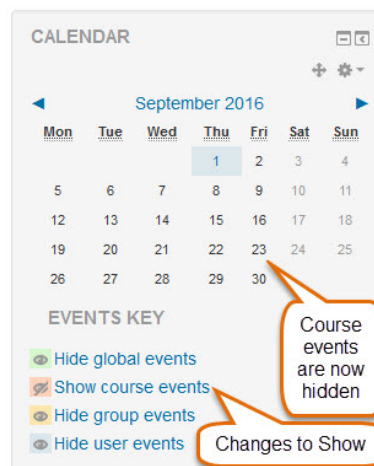 CALENDAR
September 2016
Mon Tue Wed Thu Fri Sat Sun
1 2 3 4
5 6 7 8 9 10 11
12 13 14 15 16 17 18
19 20 21 22 23 24 25
26 27 28 29 30
EVENTS KEY
Hide global events
Show course events
Hide group events
Hide user events
Course
events
are now
hidden
Changes to Show